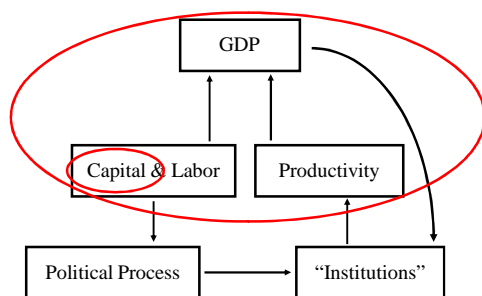 GDP
Capital & Labor
Productivity
Political Process
“Institutions”